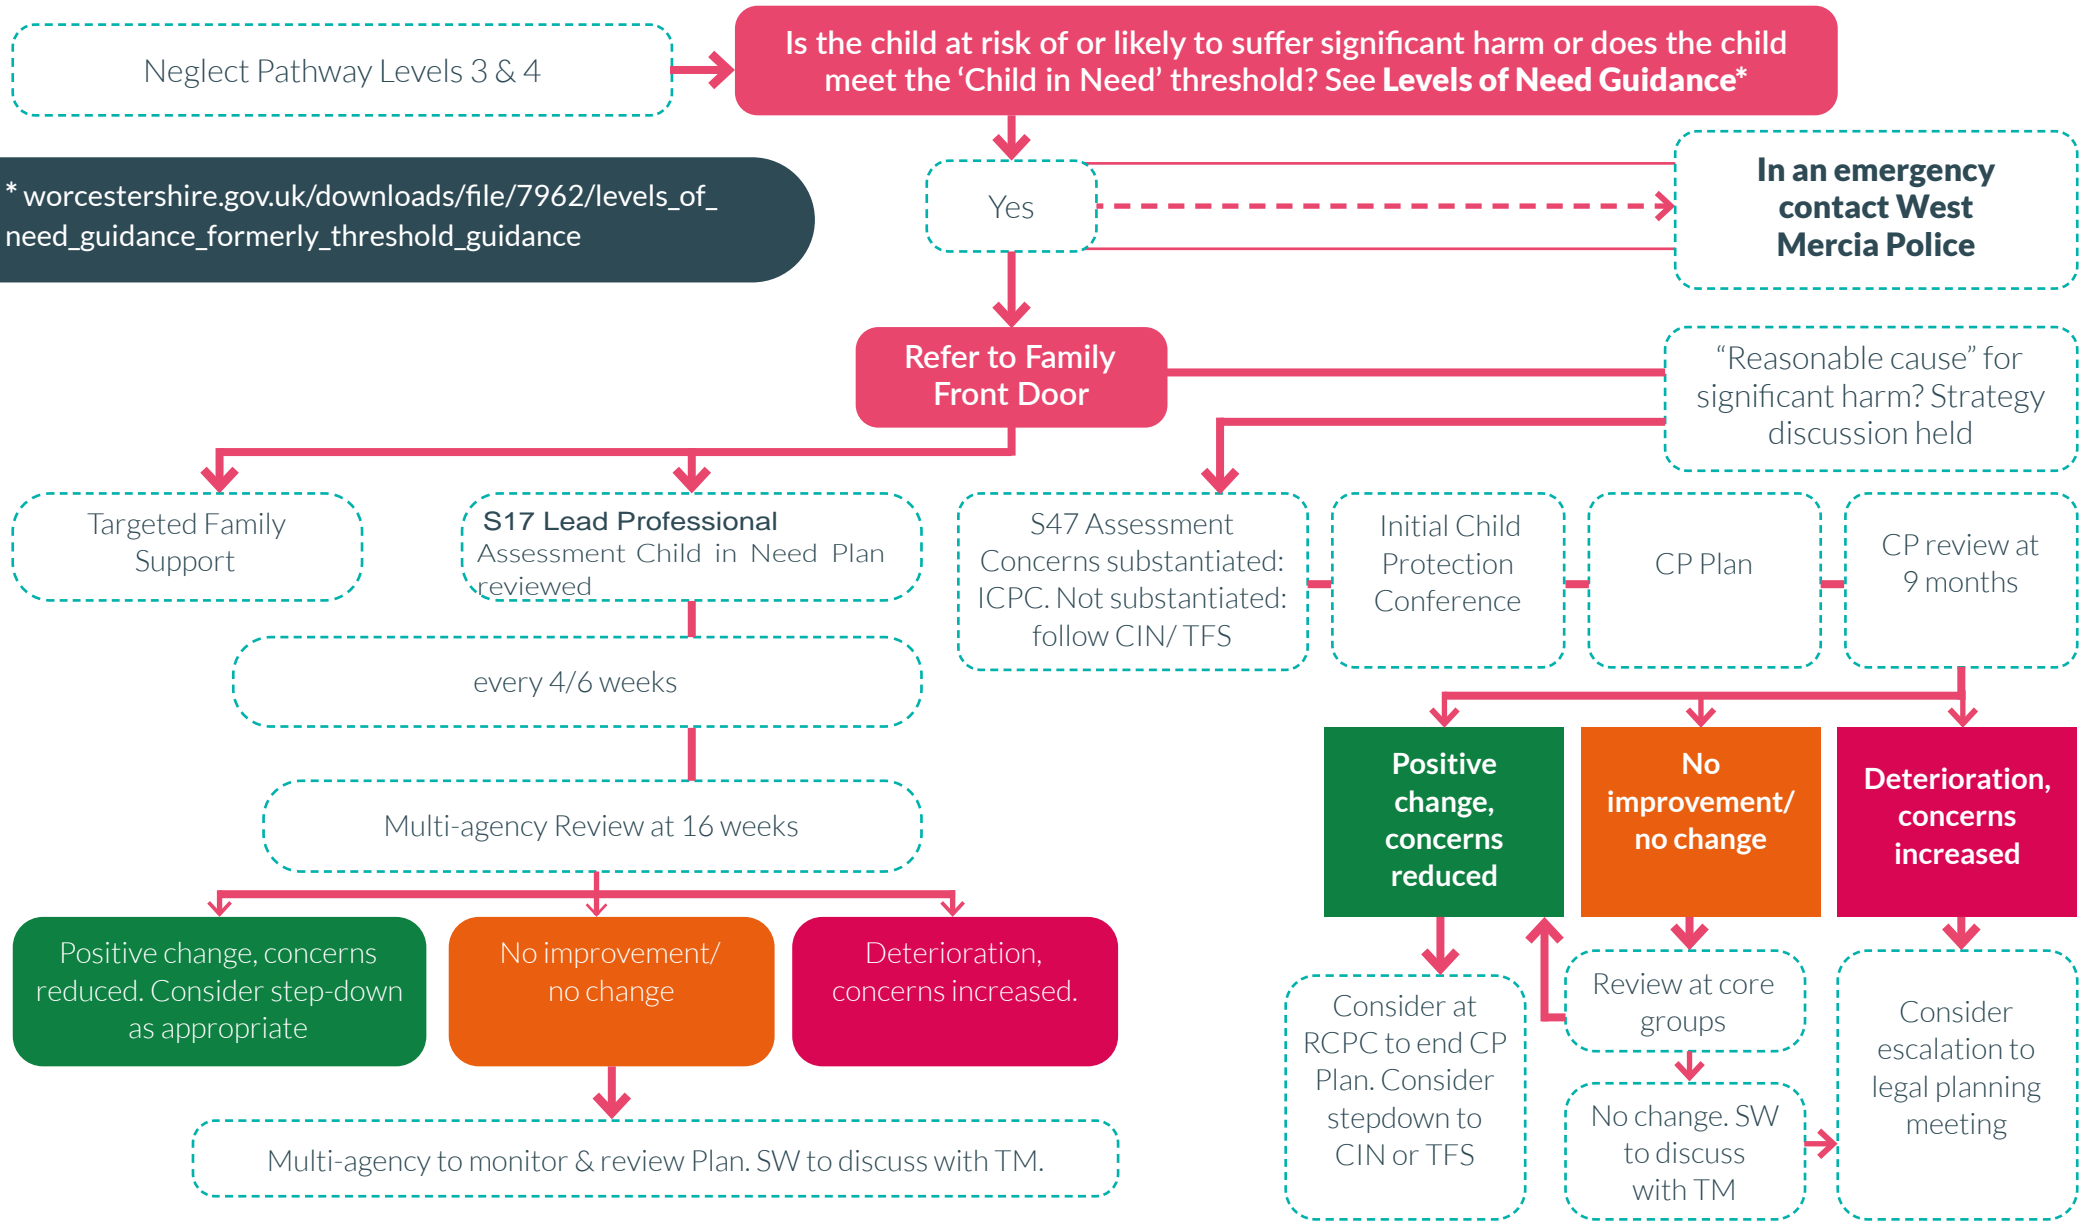 Neglect Pathway Levels 3 & 4
Is the child at risk of or likely to suffer significant harm or does the child
meet the ‘Child in Need’ threshold? See Levels of Need Guidance*
* worcestershire.gov.uk/downloads/file/7962/levels_of_
need_guidance_formerly_threshold_guidance
Yes
In an emergency
contact West
Mercia Police
Refer to Family
Front Door
“Reasonable cause” for
significant harm? Strategy
discussion held
Targeted Family
Support
S17 Lead Professional
Assessment Child in Need Plan
reviewed
every 4/6 weeks
Multi-agency Review at 16 weeks
Positive change, concerns
reduced. Consider step-down
as appropriate
No improvement/
no change
Deterioration,
concerns increased.
Multi-agency to monitor & review Plan. SW to discuss with TM.
S47 Assessment
Concerns substantiated:
ICPC. Not substantiated:
follow CIN/ TFS
Initial Child
Protection
Conference
CP Plan
CP review at
9 months
Positive
change,
concerns
reduced
No
improvement/
no change
Deterioration,
concerns
increased
Consider at
RCPC to end CP
Plan. Consider
stepdown to
CIN or TFS
Review at core
groups
No change. SW
to discuss
with TM
Consider
escalation to
legal planning
meeting